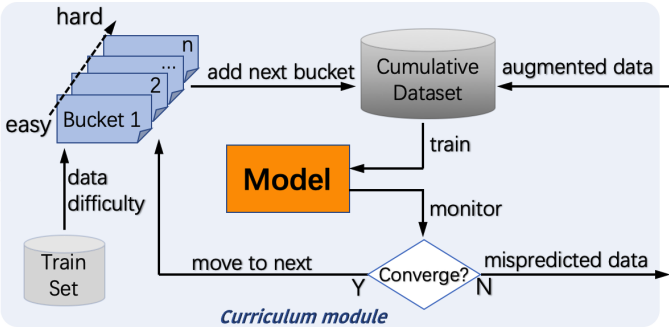 hard
n
...
2
Bucket 1
easy
add next bucket
Cumulative
Dataset
augmented data
train
data
difficulty
Model
monitor
Train
Set
move to next
Y
Converge?
N
mispredicted data
Curriculum module